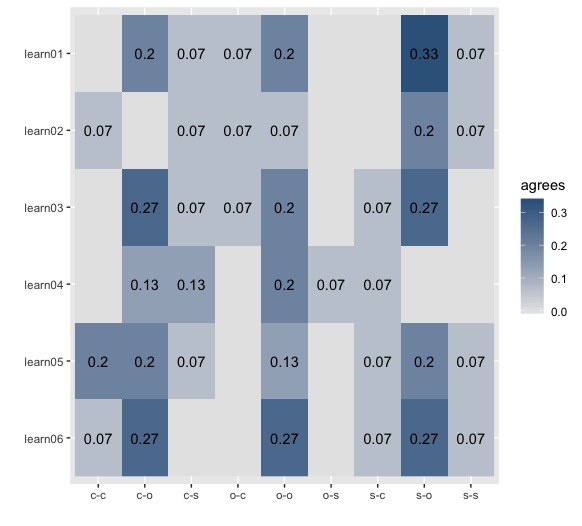 learn01 0.2 0.07 0.07 0.2 0.33 0.07
learn02 0.07 0.07 0.07 0.07 0.2 0.07
learn03 0.27 0.07 0.07 0.2 0.07 0.27
learn04 0.13 0.13 0.2 0.07 0.07
learn05 0.2 0.2 0.07 0.13 0.07 0.2 0.07
learn06 0.07 0.27 0.27 0.07 0.27 0.07
c-c c-o c-s o-c o-o o-s s-c s-o s-s
agrees
0.3
0.2
0.1
0.0